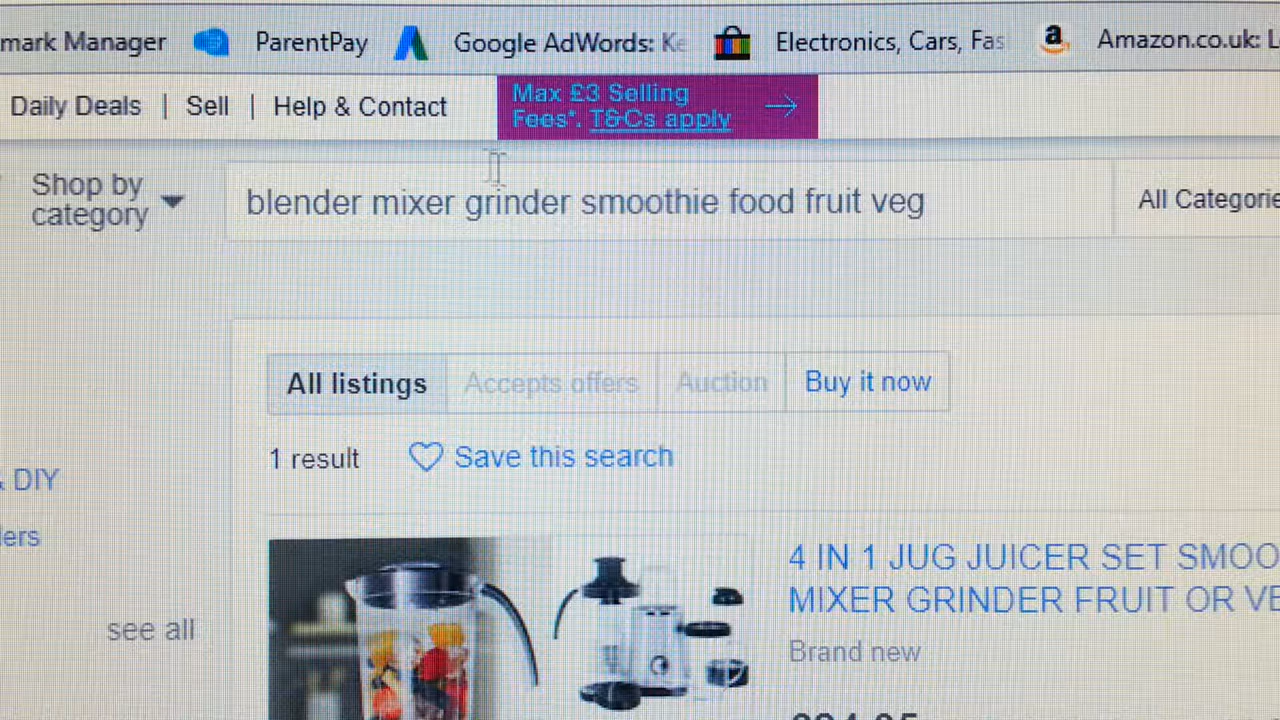 mark Manager ParentPay Google AdWords: Ke Electronics, Cars, Fas Amazon.co.uk: L
Daily Deals | Sell | Help & Contact
Max £3 Selling
Fees*. T&Cs apply
Shop by
category
blender mixer grinder smoothie food fruit veg
All Categorie
All listings Accepts offers Auction Buy it now
1 result Save this search
& DIY
ers
see all
4 IN 1 JUG JUICER SET SMOO
MIXER GRINDER FRUIT OR VE
Brand new